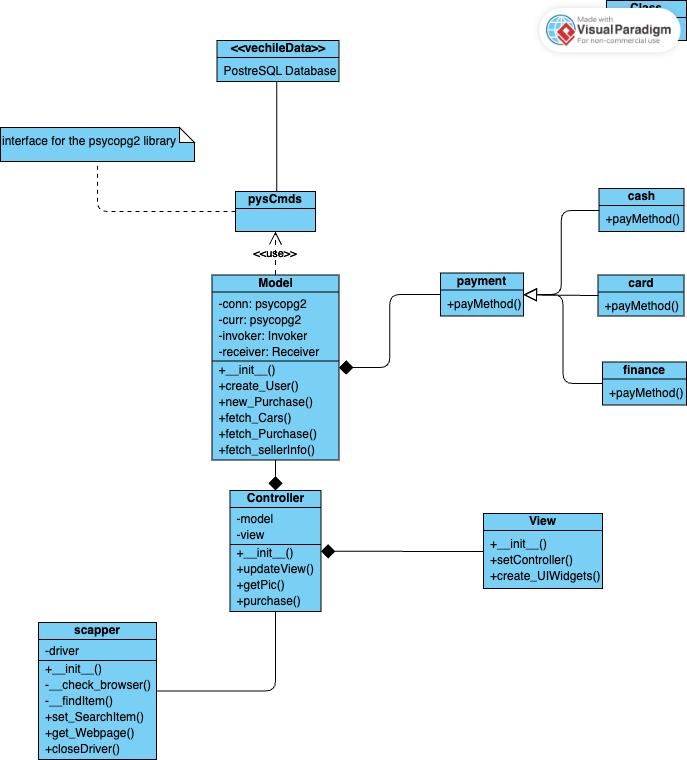 Class
Made with
VisualParadigm
For non-commercial use
<<vechileData>>
PostreSQL Database
interface for the psycopg2 library
pysCmds
<<use>>
Model
-conn: psycopg2
-curr: psycopg2
-invoker: Invoker
-receiver: Receiver
+__init__()
+create_User()
+new_Purchase()
+fetch_Cars()
+fetch_Purchase()
+fetch_sellerInfo()
payment
+payMethod()
cash
+payMethod()
card
+payMethod()
finance
+payMethod()
Controller
-model
-view
+__init__()
+updateView()
+getPic()
+purchase()
View
+__init__()
+setController()
+create_UIWidgets()
scapper
-driver
+__init__()
-__check_browser()
-__findItem()
+set_SearchItem()
+get_Webpage()
+closeDriver()